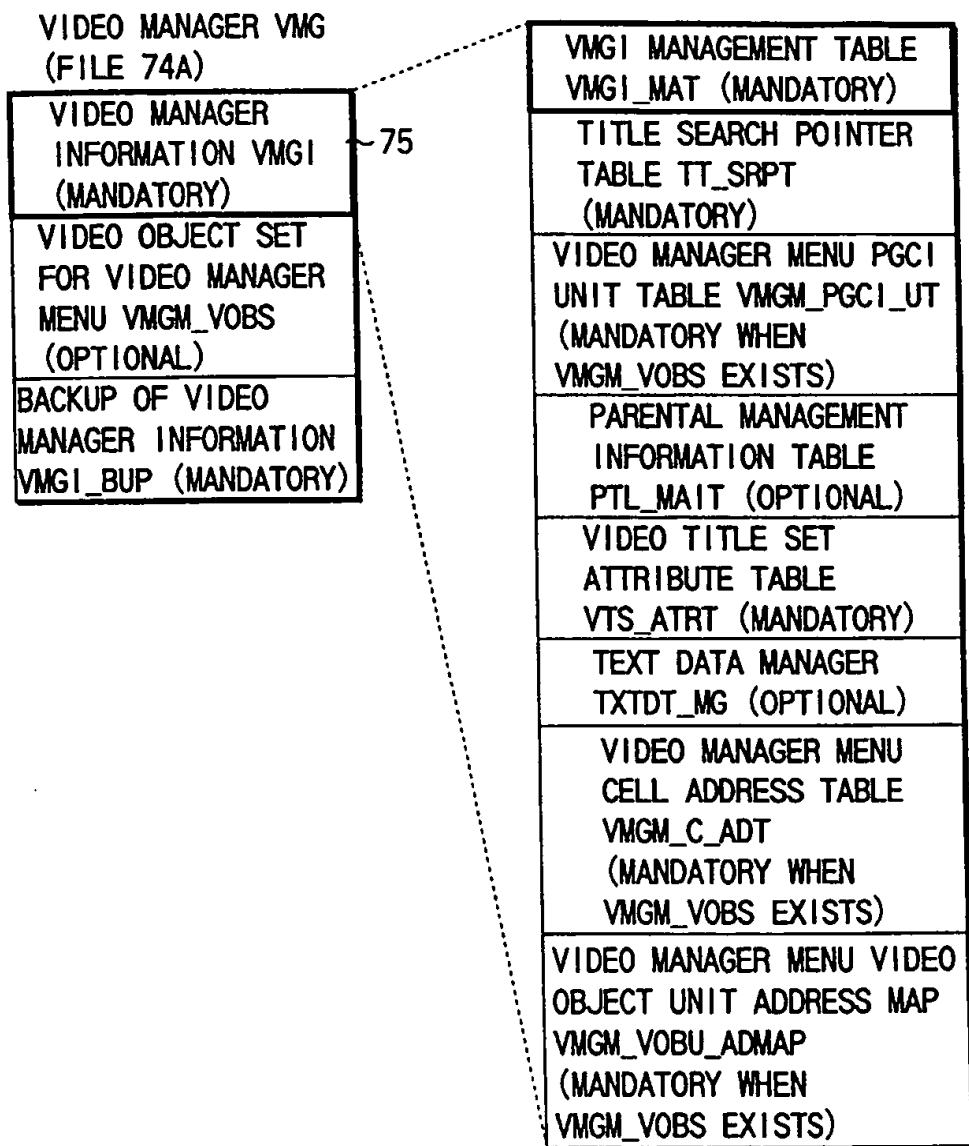 VIDEO MANAGER VMG
(FILE 74A)
VIDEO MANAGER
INFORMATION VMGI
(MANDATORY)
75
VIDEO OBJECT SET
FOR VIDEO MANAGER
MENU VMGM_VOBS
(OPTIONAL)
BACKUP OF VIDEO
MANAGER INFORMATION
VMGI_BUP (MANDATORY)
VMGI MANAGEMENT TABLE
VMGI_MAT (MANDATORY)
TITLE SEARCH POINTER
TABLE TT_SRPT
(MANDATORY)
VIDEO MANAGER MENU PGCI
UNIT TABLE VMGM_PGCI_UT
(MANDATORY WHEN
VMGM_VOBS EXISTS)
PARENTAL MANAGEMENT
INFORMATION TABLE
PTL_MAIT (OPTIONAL)
VIDEO TITLE SET
ATTRIBUTE TABLE
VTS_ATRT (MANDATORY)
TEXT DATA MANAGER
TXTDT_MG (OPTIONAL)
VIDEO MANAGER MENU
CELL ADDRESS TABLE
VMGM_C_ADT
(MANDATORY WHEN
VMGM_VOBS EXISTS)
VIDEO MANAGER MENU VIDEO
OBJECT UNIT ADDRESS MAP
VMGM_VOBU_ADMAP
(MANDATORY WHEN
VMGM_VOBS EXISTS)